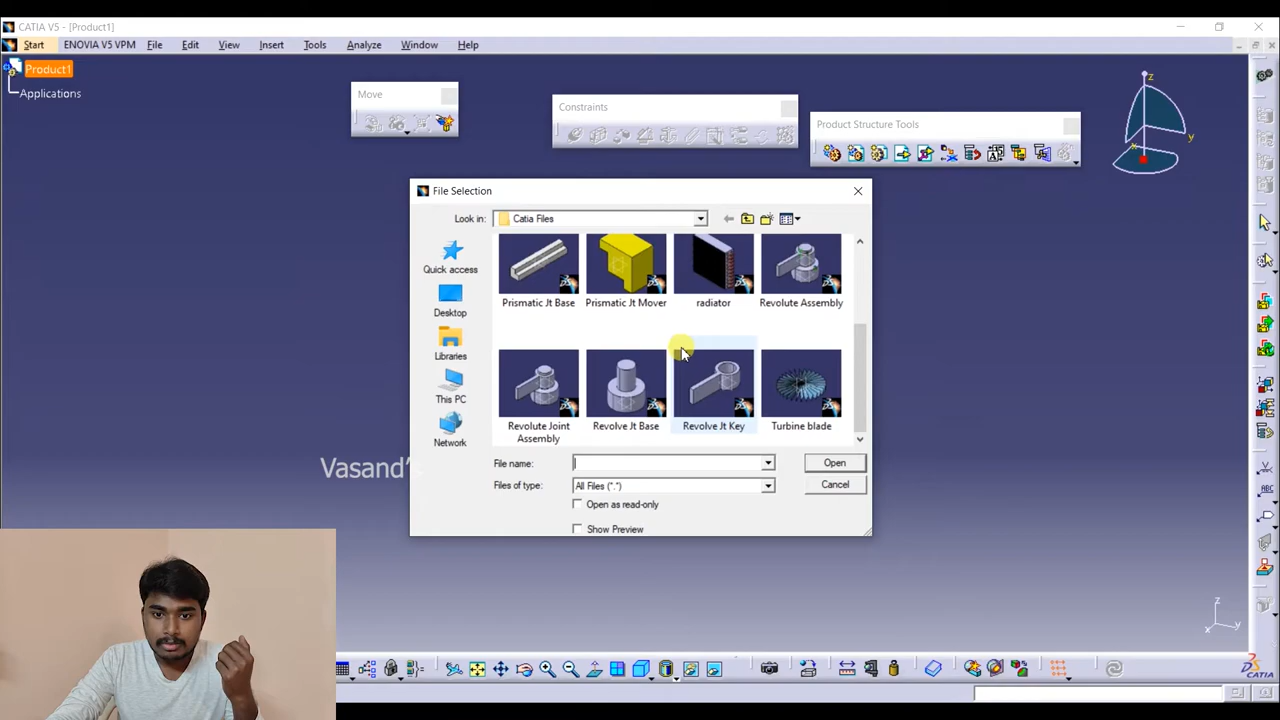 CATIA V5 - [Product1]
Start ENOVIA V5 VPM File Edit View Insert Tools Analyze Window Help
Product1
Applications
Move
Constraints
Product Structure Tools
z
y
x
File Selection
Look in: Catia Files
Quick access
Desktop
Libraries
This PC
Network
Prismatic Jt Base Prismatic Jt Mover radiator Revolute Assembly
Revolute Joint Assembly Revolve Jt Base Revolve Jt Key Turbine blade
File name: Open
Files of type: All Files (*.*) Cancel
Open as read-only
Show Preview
Vasand's
ABC
z
x y
CATIA